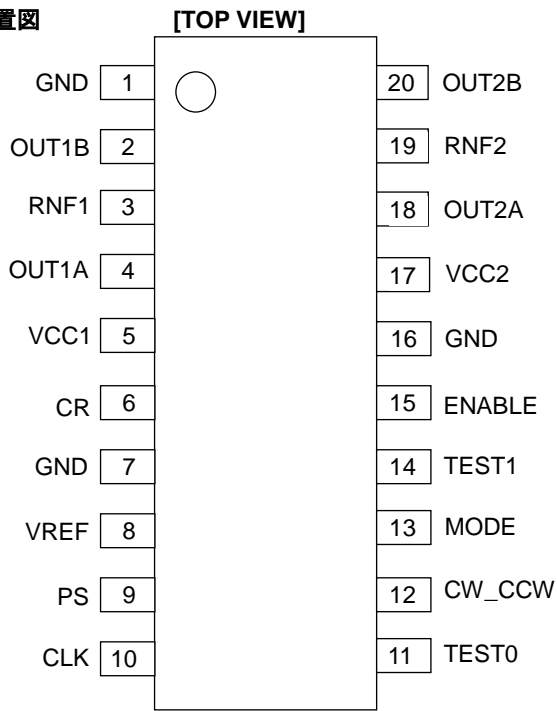 置図 [TOP VIEW]
GND 1 20 OUT2B
OUT1B 2 19 RNF2
RNF1 3 18 OUT2A
OUT1A 4 17 VCC2
VCC1 5 16 GND
CR 6 15 ENABLE
GND 7 14 TEST1
VREF 8 13 MODE
PS 9 12 CW_CCW
CLK 10 11 TEST0